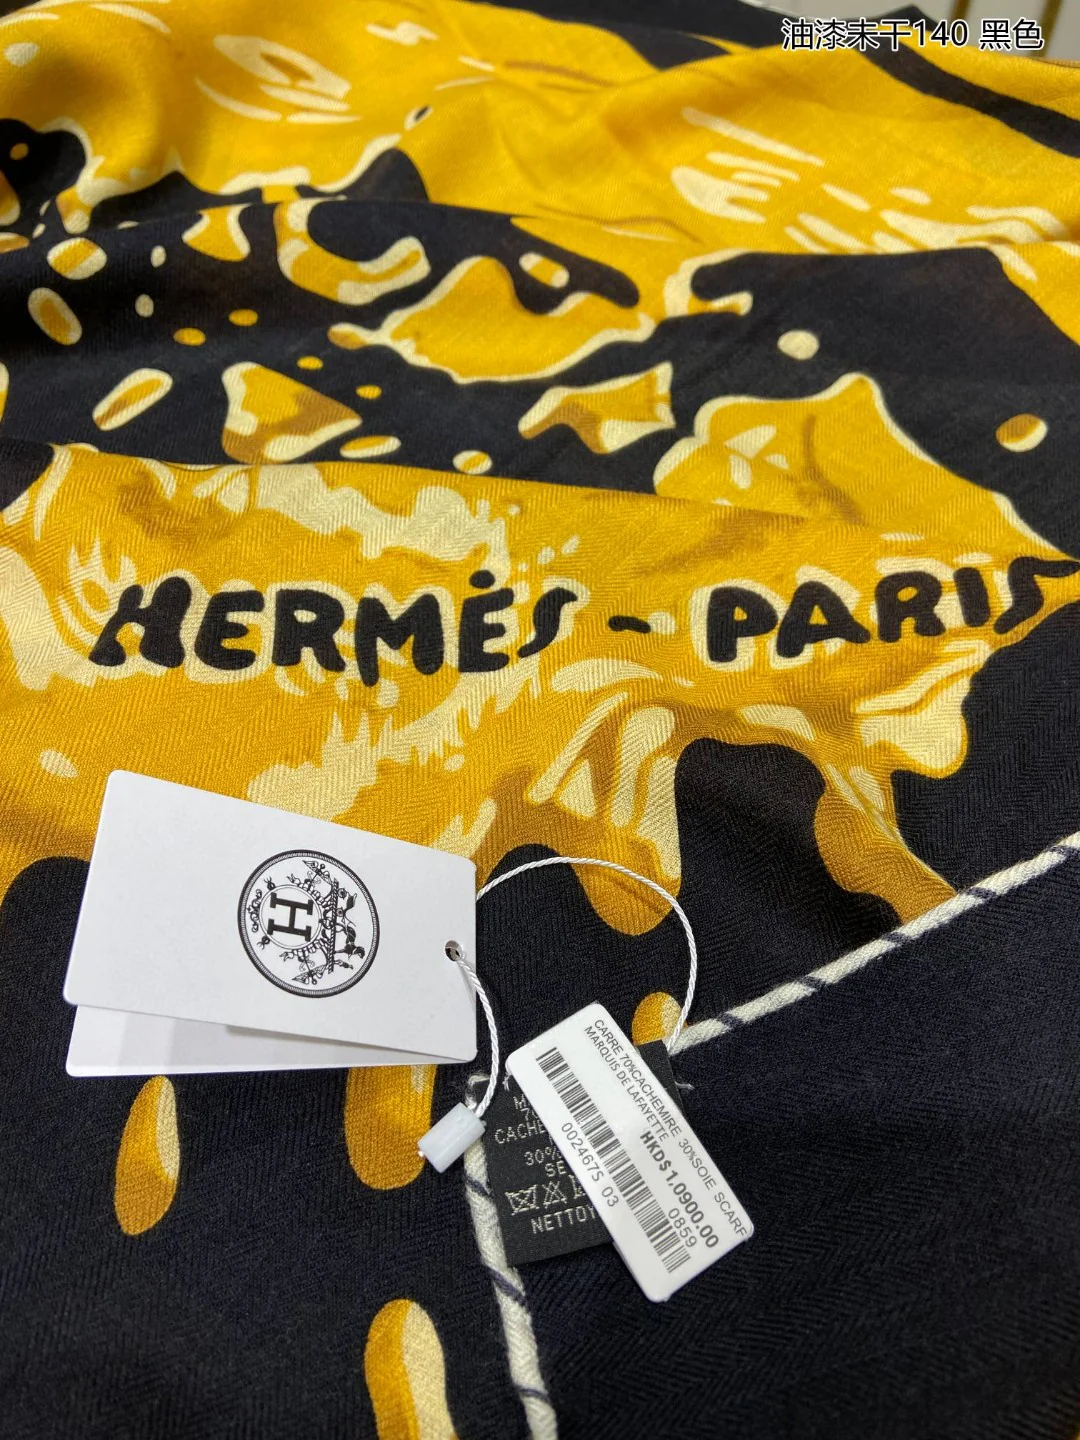 油漆未干140 黑色
HERMÈS - PARIS
H
CARRE 70%CACHEMIRE 30%SOIE SCARF
MARQUIS DE LAFAYETTE
HKD$1.0900.00
0859
002467S 03
CACHE
30%
SE
NETTOY